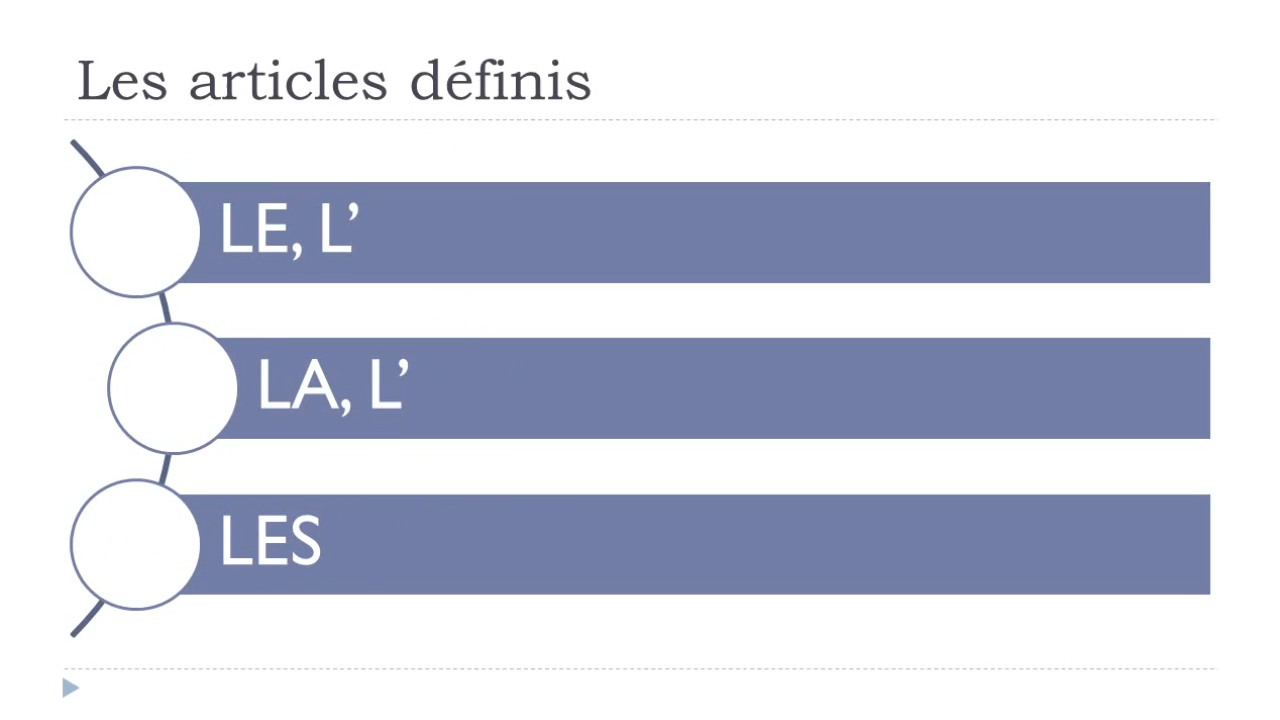 Les articles définis
LE, L’
LA, L’
LES